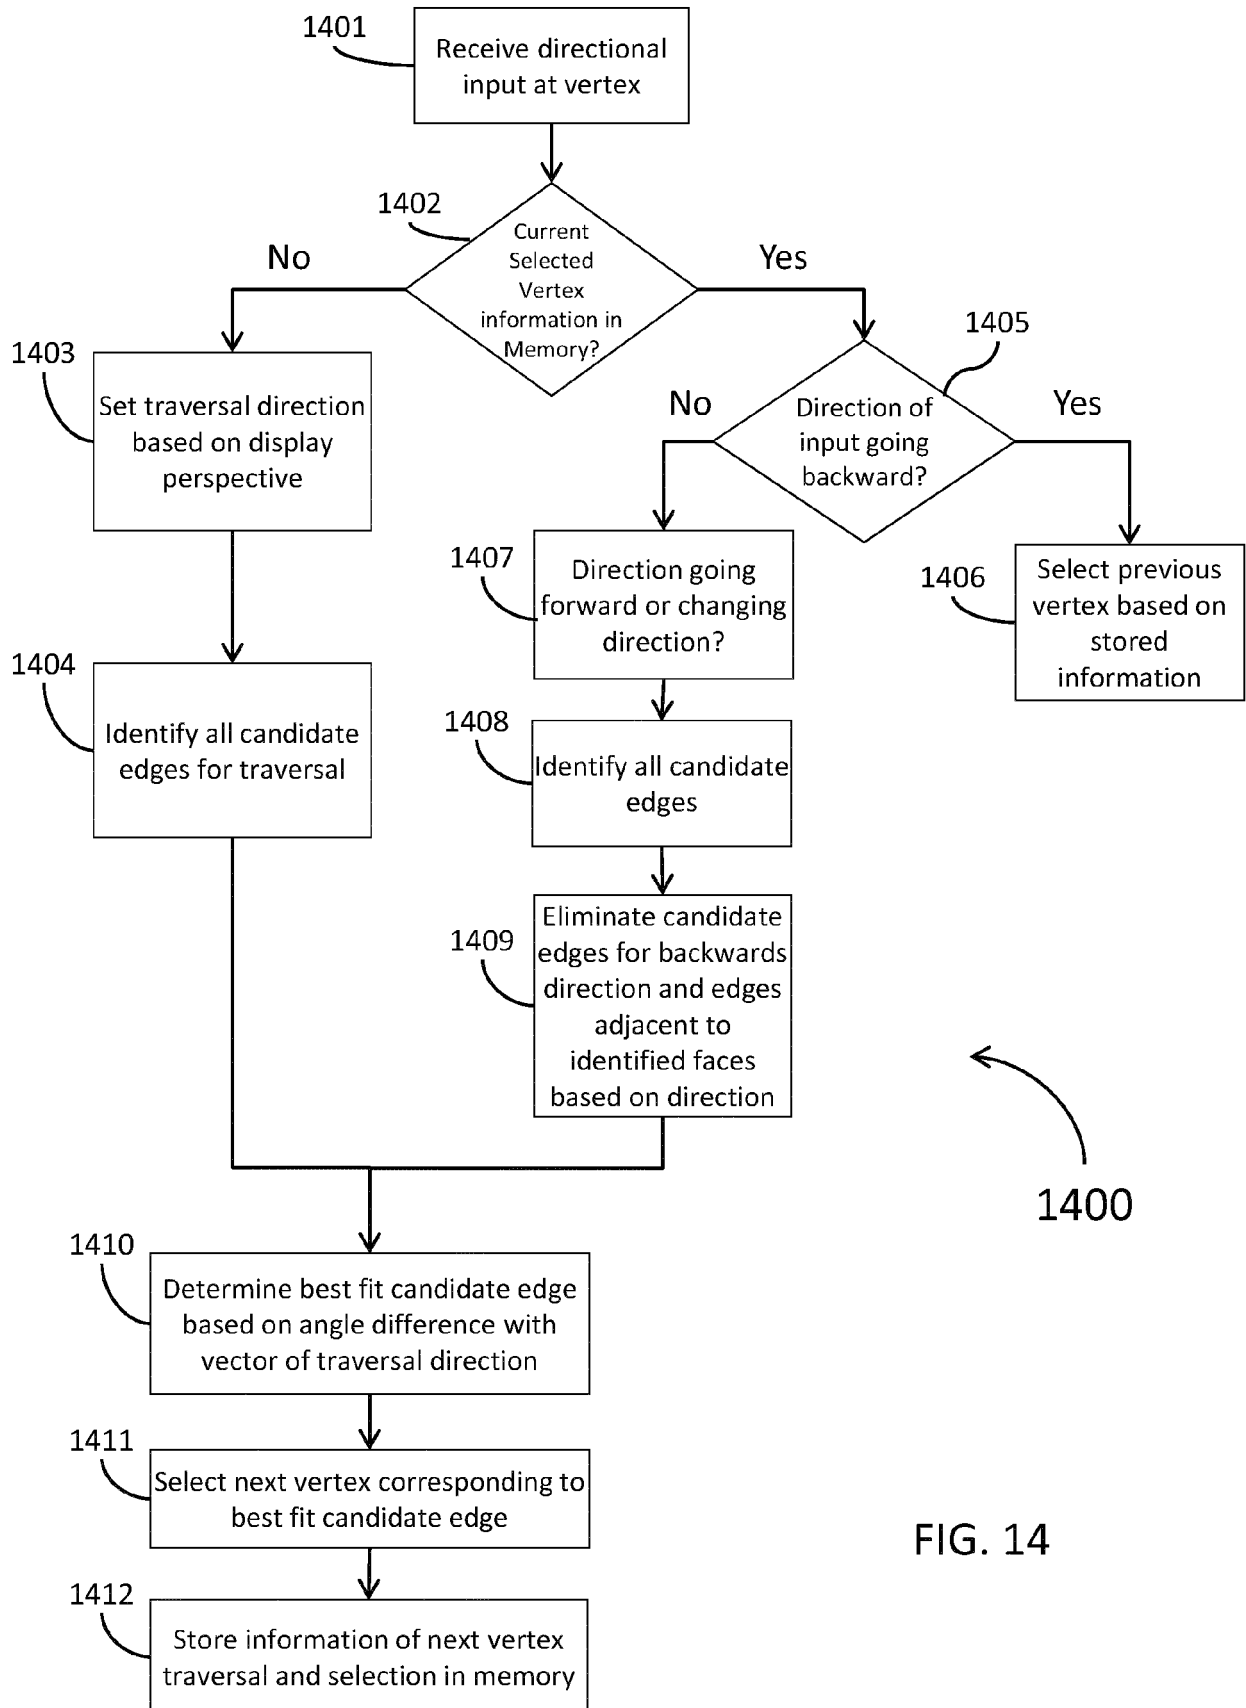 1401
Receive directional
input at vertex
1402
Current
Selected
Vertex
information in
Memory?
No
Yes
1403
Set traversal direction
based on display
perspective
1405
Direction of
input going
backward?
No
Yes
1404
Identify all candidate
edges for traversal
1407
Direction going
forward or changing
direction?
1406
Select previous
vertex based on
stored
information
1408
Identify all candidate
edges
1409
Eliminate candidate
edges for backwards
direction and edges
adjacent to
identified faces
based on direction
1400
1410
Determine best fit candidate edge
based on angle difference with
vector of traversal direction
1411
Select next vertex corresponding to
best fit candidate edge
1412
Store information of next vertex
traversal and selection in memory
FIG. 14